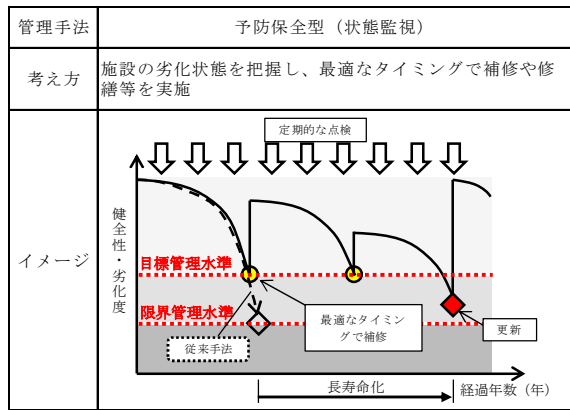 管理手法
予防保全型（状態監視）
考え方
施設の劣化状態を把握し、最適なタイミングで補修や修
繕等を実施
イメージ
定期的な点検
健全性・劣化度
目標管理水準
限界管理水準
最適なタイミン
グで補修
従来手法
更新
長寿命化
経過年数（年）